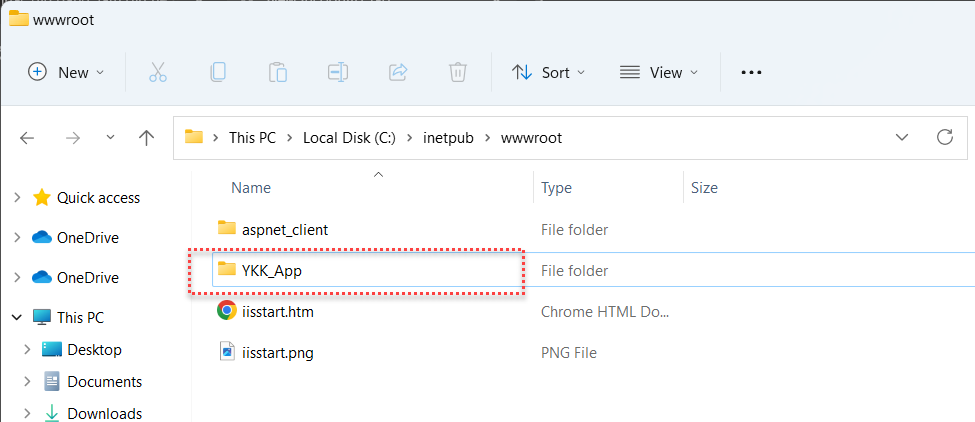 wwwroot
New Sort View
This PC Local Disk (C:) inetpub wwwroot
Name Type Size
Quick access
OneDrive
OneDrive
This PC
Desktop
Documents
Downloads
aspnet_client File folder
YKK_App File folder
iisstart.htm Chrome HTML Do...
iisstart.png PNG File